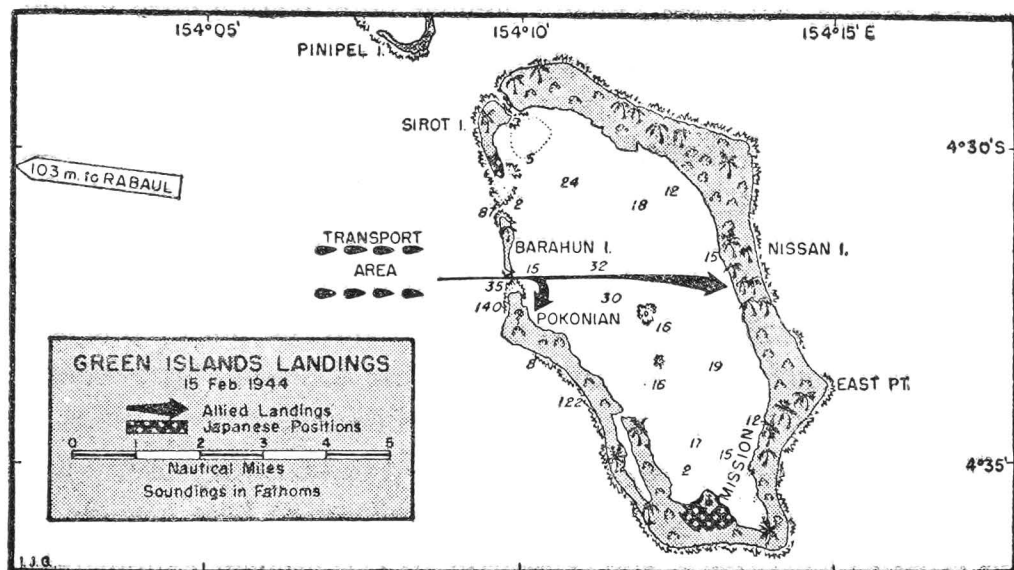 154°05'
154°10'
154°15'E
PINIPEL I.
SIROT I.
4°30'S
103 m. to RABAUL
5
24
12
2
18
87
TRANSPORT
BARAHUN I.
NISSAN I.
15
AREA
15
32
35
30
140
POKONIAN
16
GREEN ISLANDS LANDINGS
15 Feb. 1944
8
19
16
EAST PT.
Allied Landings
122
Japanese Positions
12
0 1 2 3 4 5
17
15
MISSION
4°35'
Nautical Miles
2
Soundings in Fathoms
I.J.G.